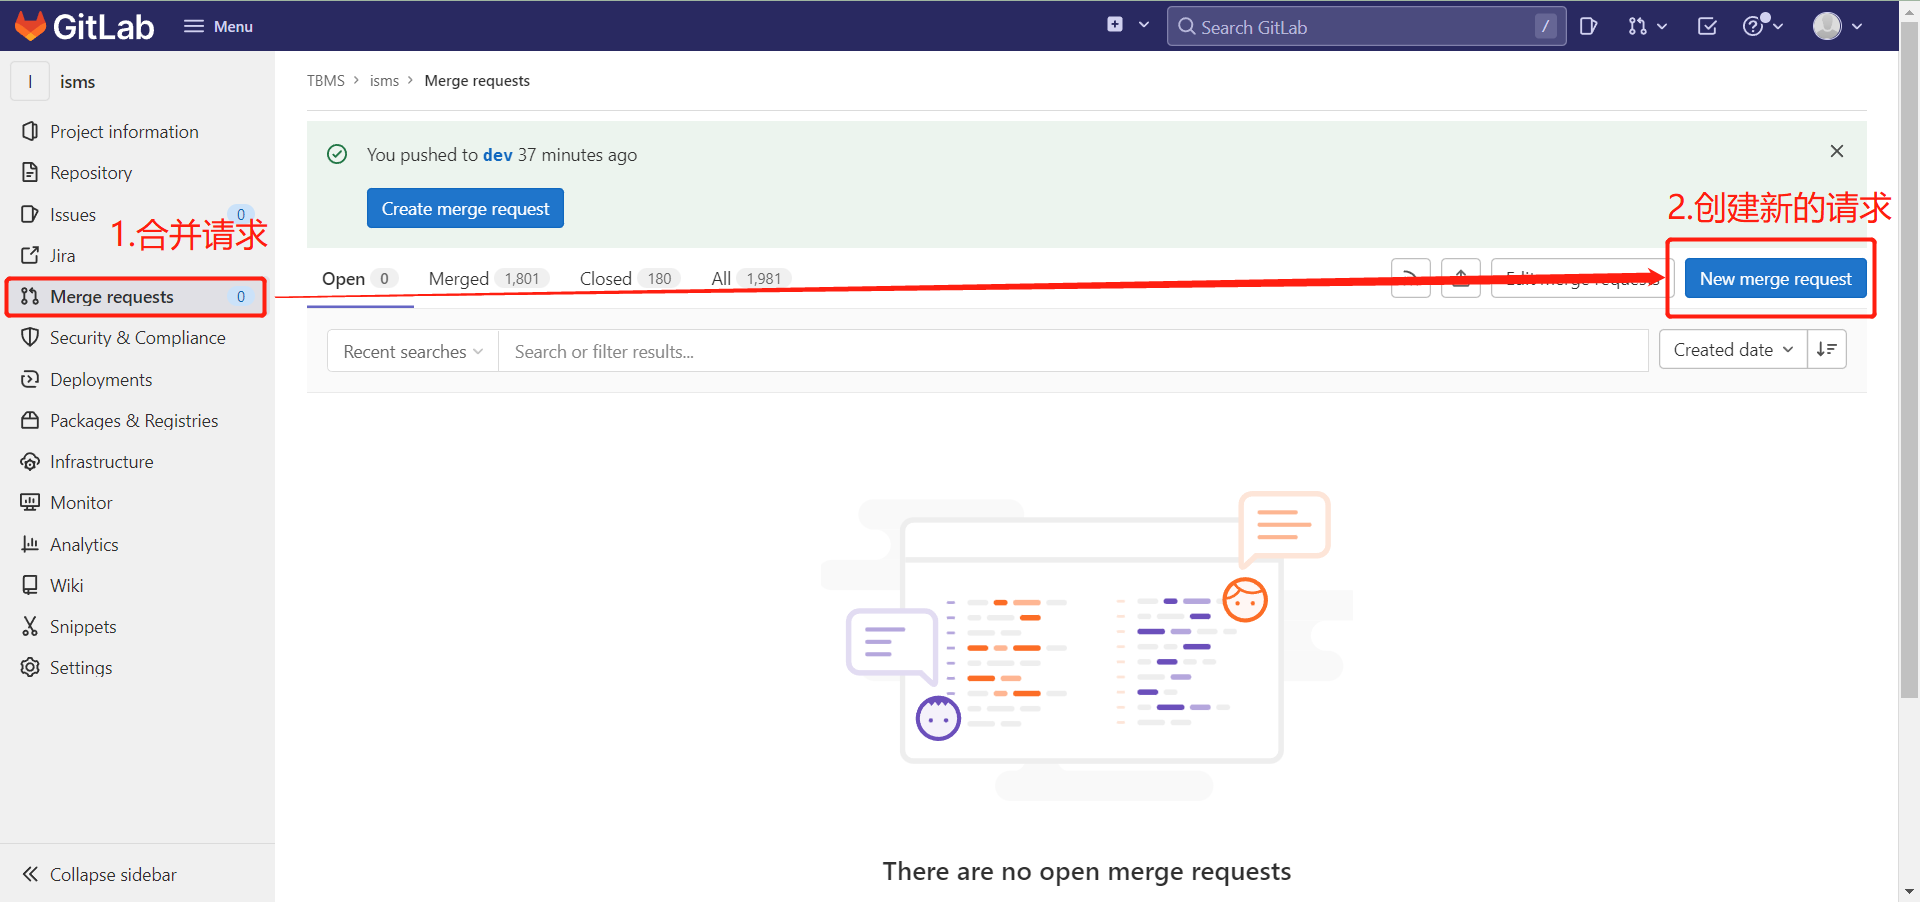 GitLab
Menu
Search GitLab
/
I
isms
Project information
Repository
Issues 0
1.合并请求
Jira
Merge requests 0
Security & Compliance
Deployments
Packages & Registries
Infrastructure
Monitor
Analytics
Wiki
Snippets
Settings
Collapse sidebar
TBMS > isms > Merge requests
You pushed to dev 37 minutes ago
Create merge request
2.创建新的请求
Open 0 Merged 1,801 Closed 180 All 1,981
Edit merge requests
New merge request
Recent searches
Search or filter results...
Created date
There are no open merge requests